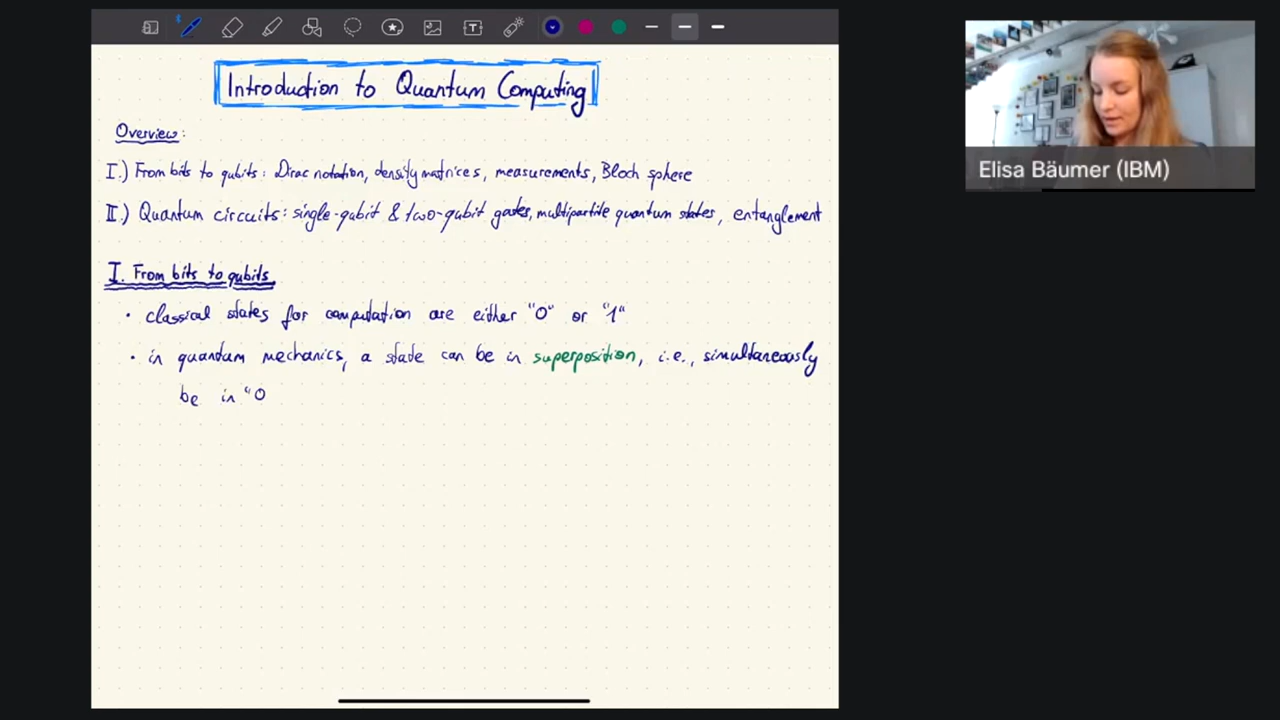 Introduction to Quantum Computing
Elisa Bäumer (IBM)
Overview:
I.) From bits to qubits: Dirac notation, density matrices, measurements, Bloch sphere
II.) Quantum circuits: single-qubit & two-qubit gates, multipartite quantum states, entanglement
I. From bits to qubits
• classical states for computation are either "0" or "1"
• in quantum mechanics, a state can be in superposition, i.e., simultaneously
be in "0